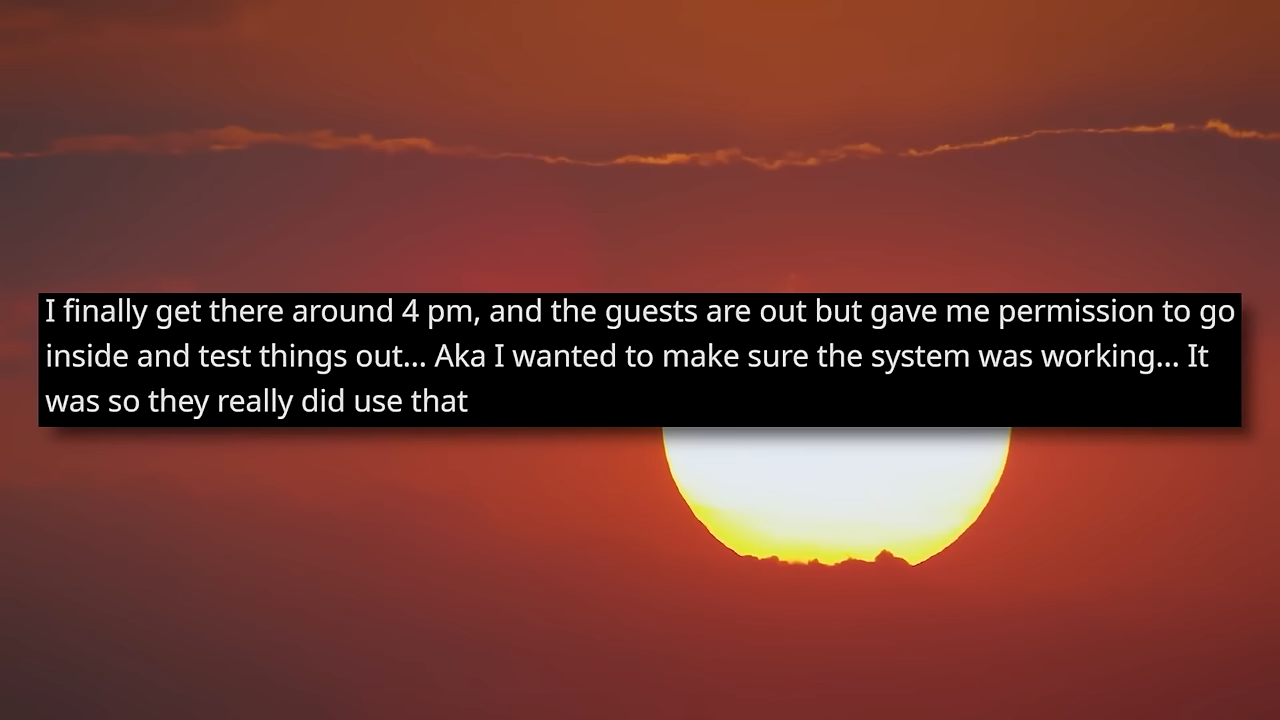 I finally get there around 4 pm, and the guests are out but gave me permission to go
inside and test things out... Aka I wanted to make sure the system was working... It
was so they really did use that